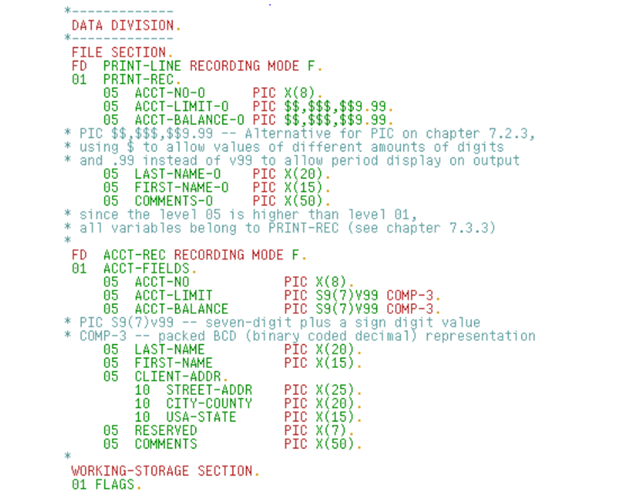 *-------------
 DATA DIVISION.
*-------------
 FILE SECTION.
 FD  PRINT-LINE RECORDING MODE F.
 01  PRINT-REC.
     05  ACCT-NO-O      PIC X(8).
     05  ACCT-LIMIT-O   PIC $$,$$$,$$9.99.
     05  ACCT-BALANCE-O PIC $$,$$$,$$9.99.
* PIC $$,$$$,$$9.99 -- Alternative for PIC on chapter 7.2.3,
* using $ to allow values of different amounts of digits
* and .99 instead of v99 to allow period display on output
     05  LAST-NAME-O    PIC X(20).
     05  FIRST-NAME-O   PIC X(15).
     05  COMMENTS-O     PIC X(50).
* since the level 05 is higher than level 01,
* all variables belong to PRINT-REC (see chapter 7.3.3)
*
 FD  ACCT-REC RECORDING MODE F.
 01  ACCT-FIELDS.
     05  ACCT-NO            PIC X(8).
     05  ACCT-LIMIT         PIC S9(7)V99 COMP-3.
     05  ACCT-BALANCE       PIC S9(7)V99 COMP-3.
* PIC S9(7)v99 -- seven-digit plus a sign digit value
* COMP-3 -- packed BCD (binary coded decimal) representation
     05  LAST-NAME          PIC X(20).
     05  FIRST-NAME         PIC X(15).
     05  CLIENT-ADDR.
         10  STREET-ADDR    PIC X(25).
         10  CITY-COUNTY    PIC X(20).
         10  USA-STATE      PIC X(15).
     05  RESERVED           PIC X(7).
     05  COMMENTS           PIC X(50).
*
 WORKING-STORAGE SECTION.
 01 FLAGS.